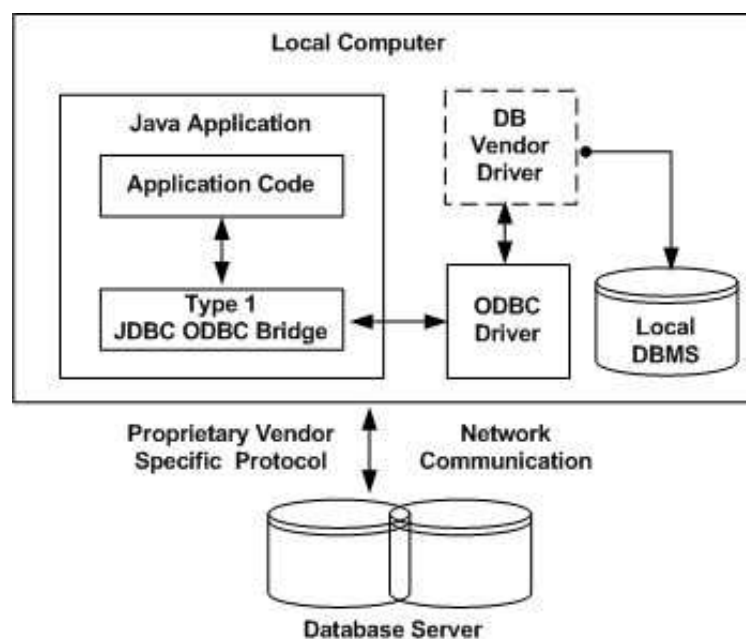 Local Computer
Java Application
Application Code
Type 1
JDBC ODBC Bridge
DB
Vendor
Driver
ODBC
Driver
Local
DBMS
Proprietary Vendor
Specific Protocol
Network
Communication
Database Server